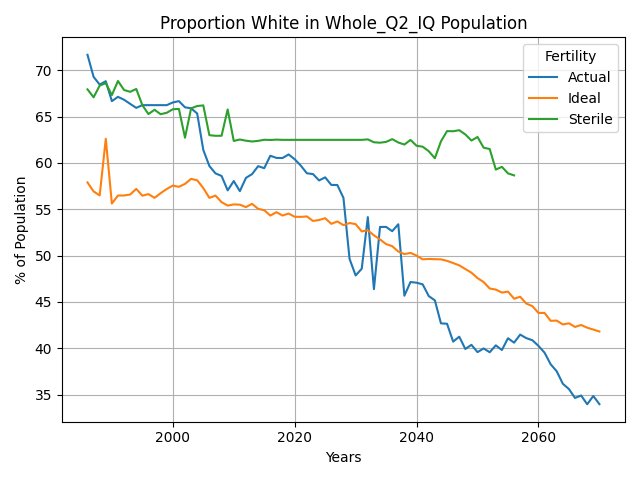 Proportion White in Whole_Q2_IQ Population
Fertility
Actual
Ideal
Sterile
% of Population
70
65
60
55
50
45
40
35
2000
2020
2040
2060
Years